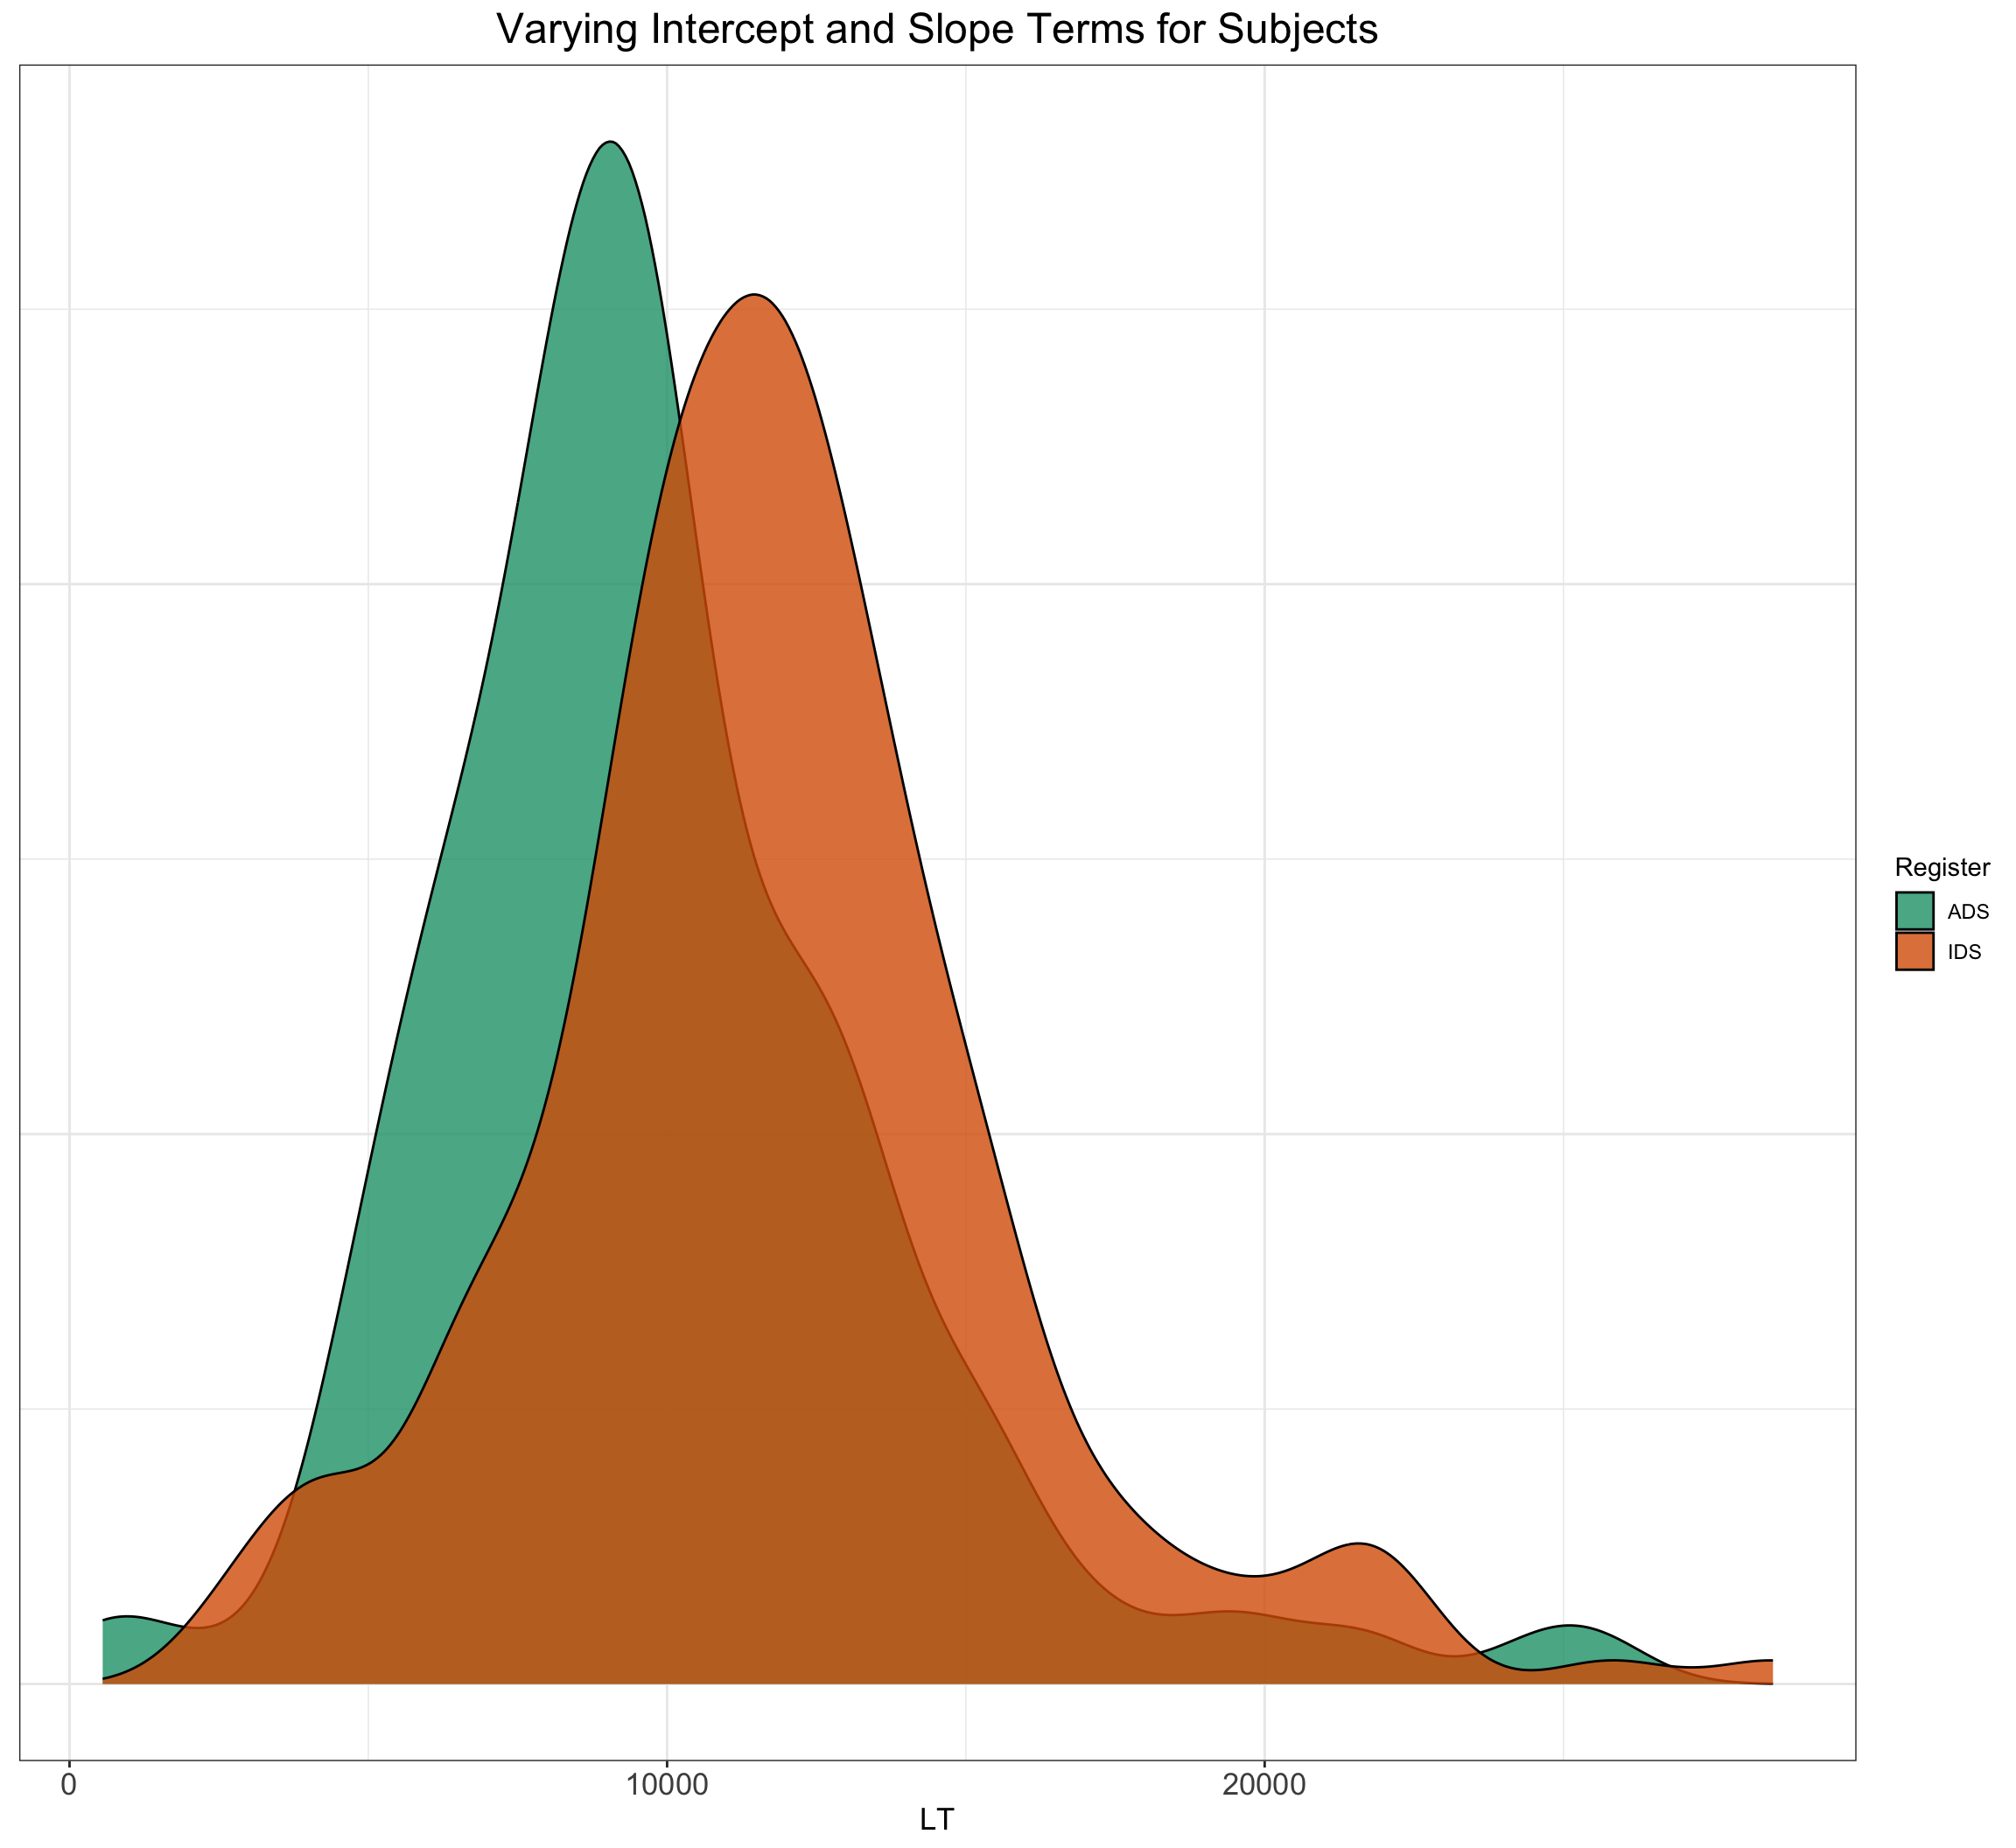 Varying Intercept and Slope Terms for Subjects
Register
ADS
IDS
0 10000 20000
LT